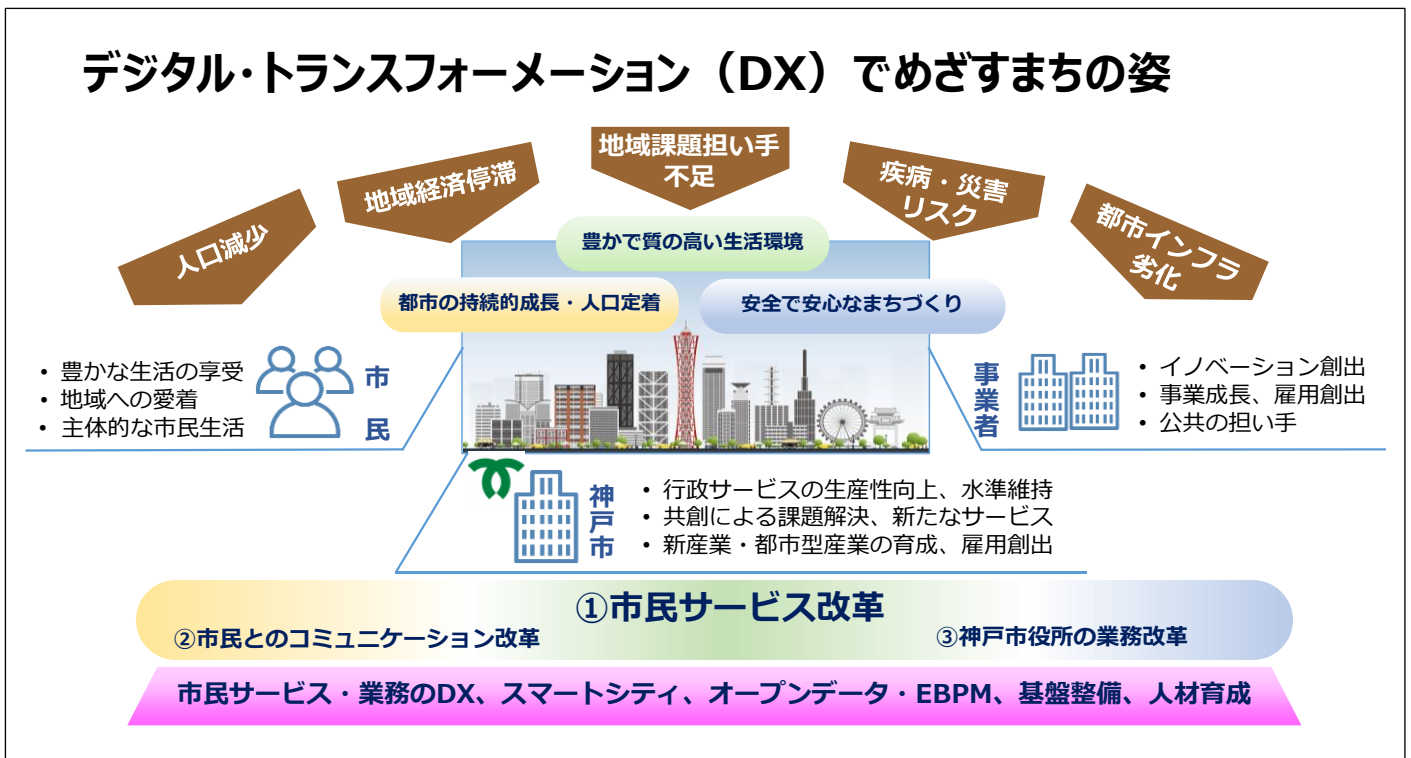 デジタル・トランスフォーメーション（DX）でめざすまちの姿
人口減少
地域経済停滞
地域課題担い手
不足
疾病・災害
リスク
都市インフラ
劣化
豊かで質の高い生活環境
都市の持続的成長・人口定着
安全で安心なまちづくり
• 豊かな生活の享受
• 地域への愛着
• 主体的な市民生活
市民
事業者
• イノベーション創出
• 事業成長、雇用創出
• 公共の担い手
神戸市
• 行政サービスの生産性向上、水準維持
• 共創による課題解決、新たなサービス
• 新産業・都市型産業の育成、雇用創出
①市民サービス改革
②市民とのコミュニケーション改革
③神戸市役所の業務改革
市民サービス・業務のDX、スマートシティ、オープンデータ・EBPM、基盤整備、人材育成